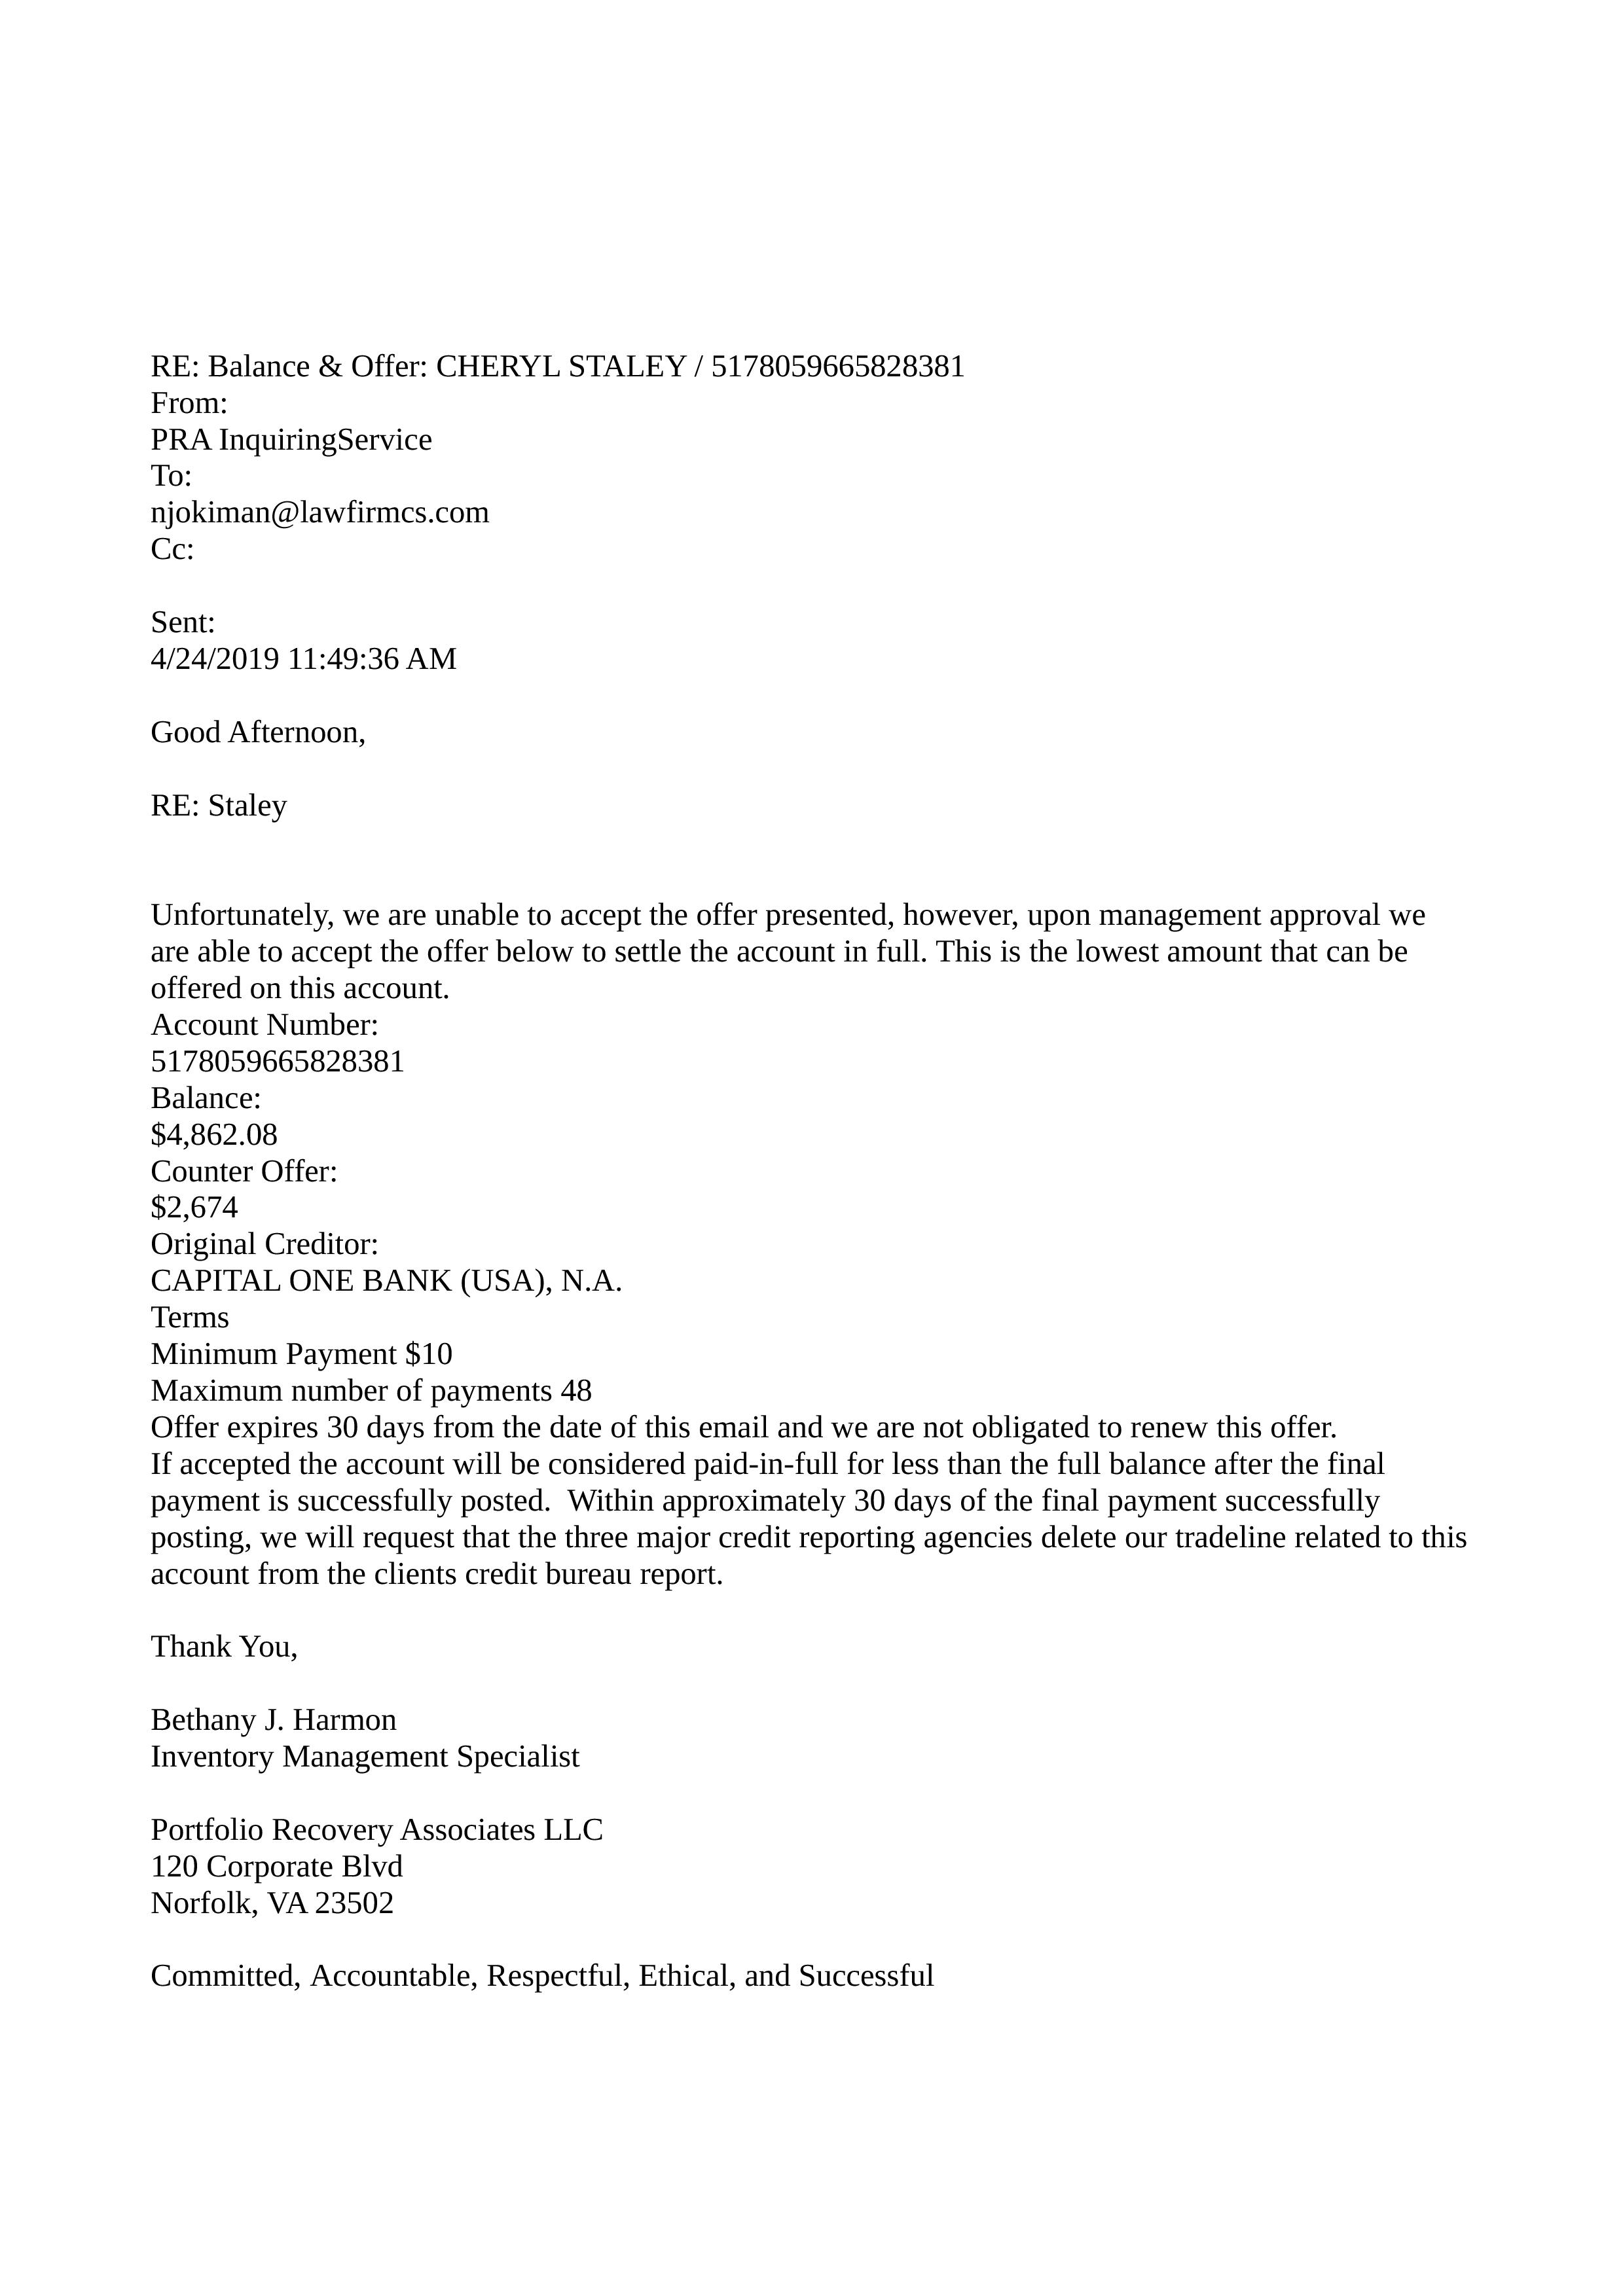 RE: Balance & Offer: CHERYL STALEY / 5178059665828381
From:
PRA InquiringService
To:
njokiman@lawfirmcs.com
Cc:
Sent:
4/24/2019 11:49:36 AM
Good Afternoon,
RE: Staley
Unfortunately, we are unable to accept the offer presented, however, upon management approval we
are able to accept the offer below to settle the account in full. This is the lowest amount that can be
offered on this account.
Account Number:
5178059665828381
Balance:
$4,862.08
Counter Offer:
$2,674
Original Creditor:
CAPITAL ONE BANK (USA), N.A.
Terms
Minimum Payment $10
Maximum number of payments 48
Offer expires 30 days from the date of this email and we are not obligated to renew this offer.
If accepted the account will be considered paid-in-full for less than the full balance after the final
payment is successfully posted.  Within approximately 30 days of the final payment successfully
posting, we will request that the three major credit reporting agencies delete our tradeline related to this
account from the clients credit bureau report.
Thank You,
Bethany J. Harmon
Inventory Management Specialist
Portfolio Recovery Associates LLC
120 Corporate Blvd
Norfolk, VA 23502
Committed, Accountable, Respectful, Ethical, and Successful